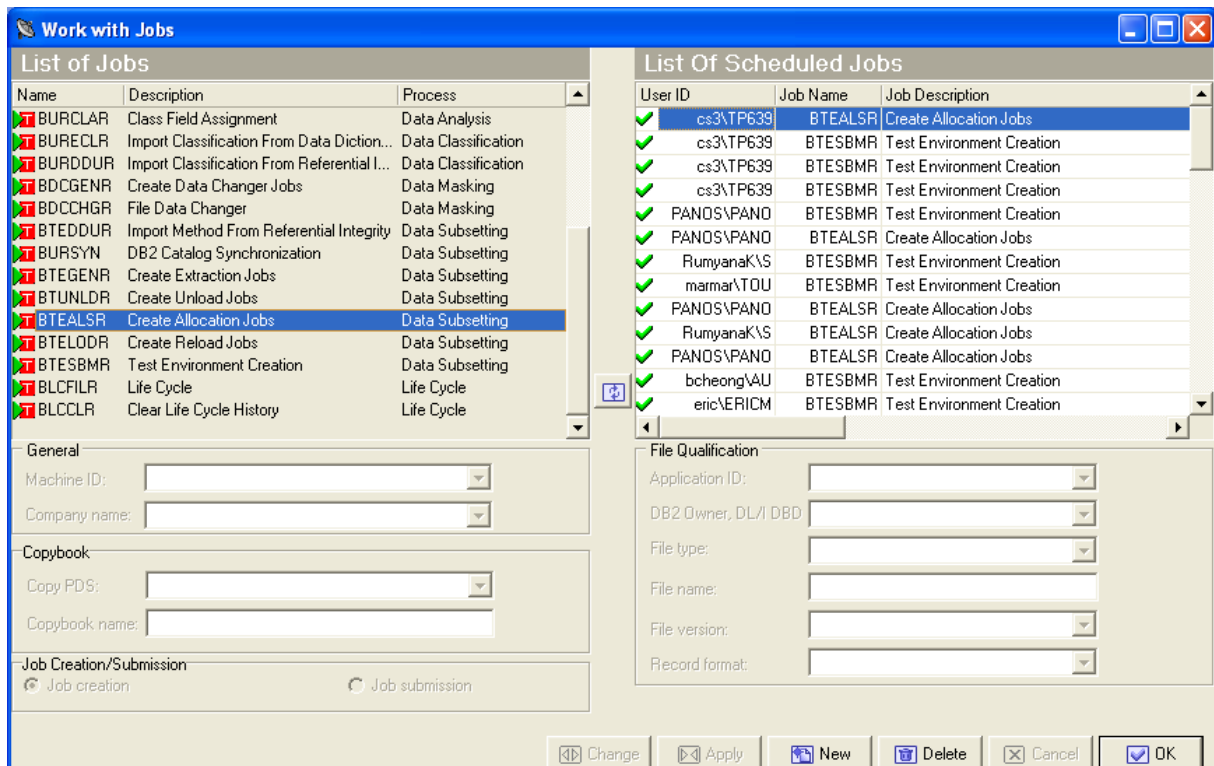 Work with Jobs
List of Jobs
Name Description Process
BURCLAR Class Field Assignment Data Analysis
BURECLR Import Classification From Data Diction... Data Classification
BURDDUR Import Classification From Referential I... Data Classification
BDCGENR Create Data Changer Jobs Data Masking
BDCCHGR File Data Changer Data Masking
BTEDDUR Import Method From Referential Integrity Data Subsetting
BURSYN DB2 Catalog Synchronization Data Subsetting
BTEGENR Create Extraction Jobs Data Subsetting
BTUNLDR Create Unload Jobs Data Subsetting
BTEALSR Create Allocation Jobs Data Subsetting
BTELODR Create Reload Jobs Data Subsetting
BTESBMR Test Environment Creation Data Subsetting
BLCFILR Life Cycle Life Cycle
BLCCLR Clear Life Cycle History Life Cycle
List Of Scheduled Jobs
User ID Job Name Job Description
cs3\TP639 BTEALSR Create Allocation Jobs
cs3\TP639 BTESBMR Test Environment Creation
cs3\TP639 BTESBMR Test Environment Creation
cs3\TP639 BTESBMR Test Environment Creation
PANOS\PANO BTESBMR Test Environment Creation
PANOS\PANO BTEALSR Create Allocation Jobs
RumyanaK\S BTESBMR Test Environment Creation
marmar\TOU BTESBMR Test Environment Creation
PANOS\PANO BTEALSR Create Allocation Jobs
RumyanaK\S BTEALSR Create Allocation Jobs
PANOS\PANO BTEALSR Create Allocation Jobs
bcheong\AU BTESBMR Test Environment Creation
eric\ERICM BTESBMR Test Environment Creation
General
Machine ID:
Company name:
Copybook
Copy PDS:
Copybook name:
Job Creation/Submission
Job creation Job submission
File Qualification
Application ID:
DB2 Owner, DL/I DBD
File type:
File name:
File version:
Record format:
Change Apply New Delete Cancel OK